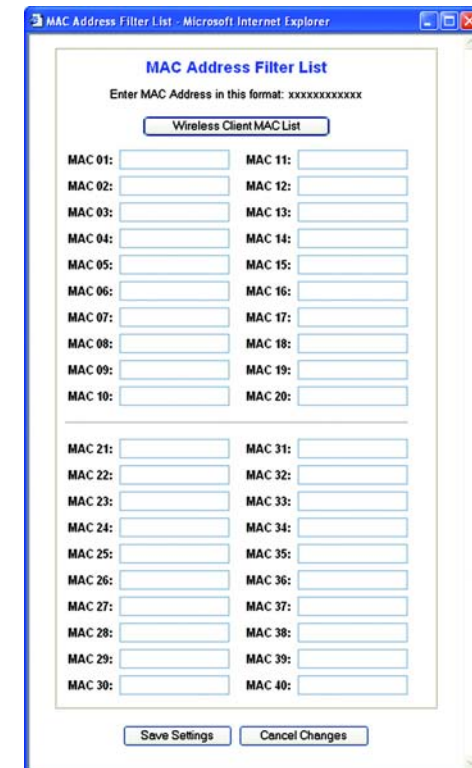 MAC Address Filter List - Microsoft Internet Explorer
MAC Address Filter List
Enter MAC Address in this format: xxxxxxxxxxxx
Wireless Client MAC List
MAC 01: MAC 11:
MAC 02: MAC 12:
MAC 03: MAC 13:
MAC 04: MAC 14:
MAC 05: MAC 15:
MAC 06: MAC 16:
MAC 07: MAC 17:
MAC 08: MAC 18:
MAC 09: MAC 19:
MAC 10: MAC 20:
MAC 21: MAC 31:
MAC 22: MAC 32:
MAC 23: MAC 33:
MAC 24: MAC 34:
MAC 25: MAC 35:
MAC 26: MAC 36:
MAC 27: MAC 37:
MAC 28: MAC 38:
MAC 29: MAC 39:
MAC 30: MAC 40:
Save Settings Cancel Changes